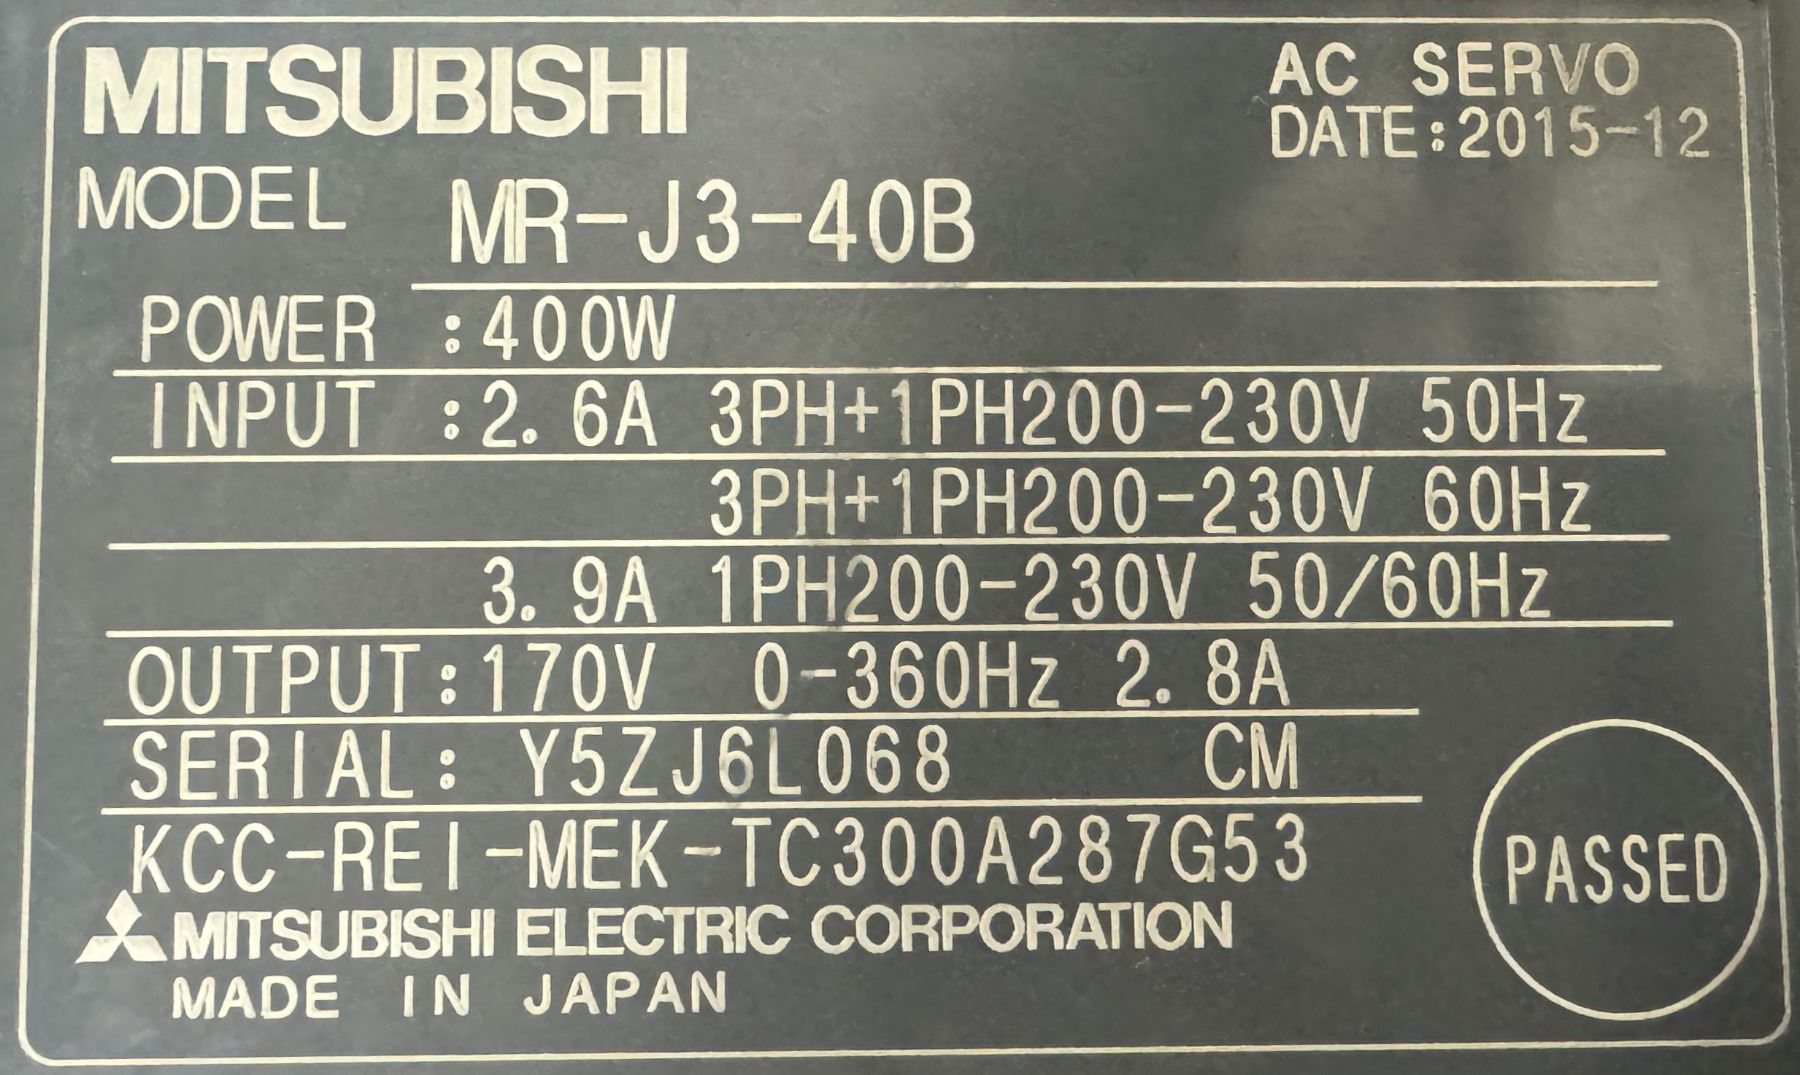 MITSUBISHI
AC SERVO
DATE:2015-12
MODEL MR-J3-40B
POWER :400W
INPUT :2.6A 3PH+1PH200-230V 50Hz
3PH+1PH200-230V 60Hz
3.9A 1PH200-230V 50/60Hz
OUTPUT:170V 0-360Hz 2.8A
SERIAL: Y5ZJ6L068 CM
KCC-REI-MEK-TC300A287G53
MITSUBISHI ELECTRIC CORPORATION
MADE IN JAPAN
PASSED